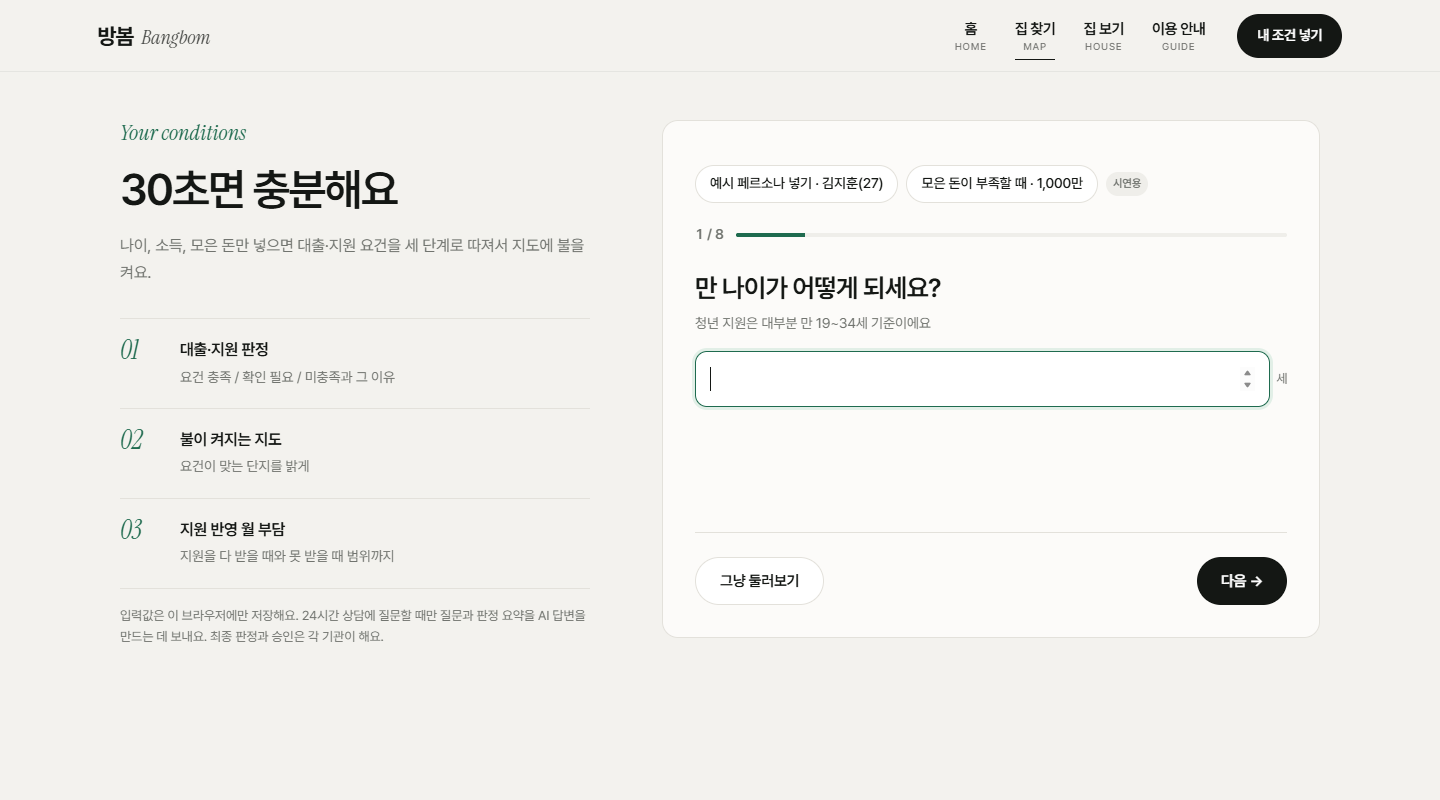 방봄 Bangbom
홈
HOME
집 찾기
MAP
집 보기
HOUSE
이용 안내
GUIDE
내 조건 넣기
Your conditions
30초면 충분해요
나이, 소득, 모은 돈만 넣으면 대출·지원 요건을 세 단계로 따져서 지도에 불을
켜요.
01
대출·지원 판정
요건 충족 / 확인 필요 / 미충족과 그 이유
02
불이 켜지는 지도
요건이 맞는 단지를 밝게
03
지원 반영 월 부담
지원을 다 받을 때와 못 받을 때 범위까지
입력값은 이 브라우저에만 저장해요. 24시간 상담에 질문할 때만 질문과 판정 요약을 AI 답변을
만드는 데 보내요. 최종 판정과 승인은 각 기관이 해요.
예시 페르소나 넣기 · 김지훈(27)
모은 돈이 부족할 때 · 1,000만
시연용
1 / 8
만 나이가 어떻게 되세요?
청년 지원은 대부분 만 19~34세 기준이에요
세
그냥 둘러보기
다음 →